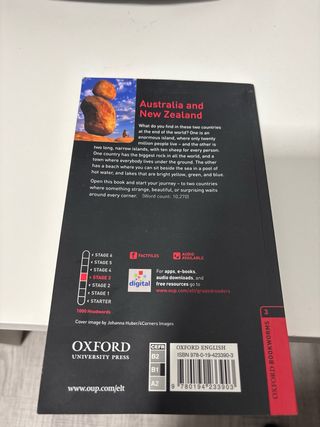 Australia and
New Zealand
What do you find in these two countries
at the end of the world? One is an
enormous island, where only twenty
million people live – and the other is
two long, narrow islands, with ten sheep for every person.
One country has the biggest rock in all the world, and a
town where everybody lives under the ground. The other
has a beach where you can sit beside the sea in a pool of
hot water, and lakes that are bright yellow, green, and blue.
Open this book and start your journey – to two countries
where something strange, beautiful, or surprising waits
around every corner. [Word count: 10,270]
STAGE 6
STAGE 5
STAGE 4
STAGE 3
STAGE 2
STAGE 1
STARTER
1000 Headwords
FACTFILES
AUDIO
AVAILABLE
go
digital
For apps, e-books,
audio downloads, and
free resources go to
www.oup.com/elt/gradedreaders
Cover image by Johanna Huber/4Corners Images
3
OXFORD BOOKWORMS
OXFORD
UNIVERSITY PRESS
www.oup.com/elt
CEFR
B2
B1
A2
OXFORD ENGLISH
ISBN 978-0-19-423390-3
9 780194 233903